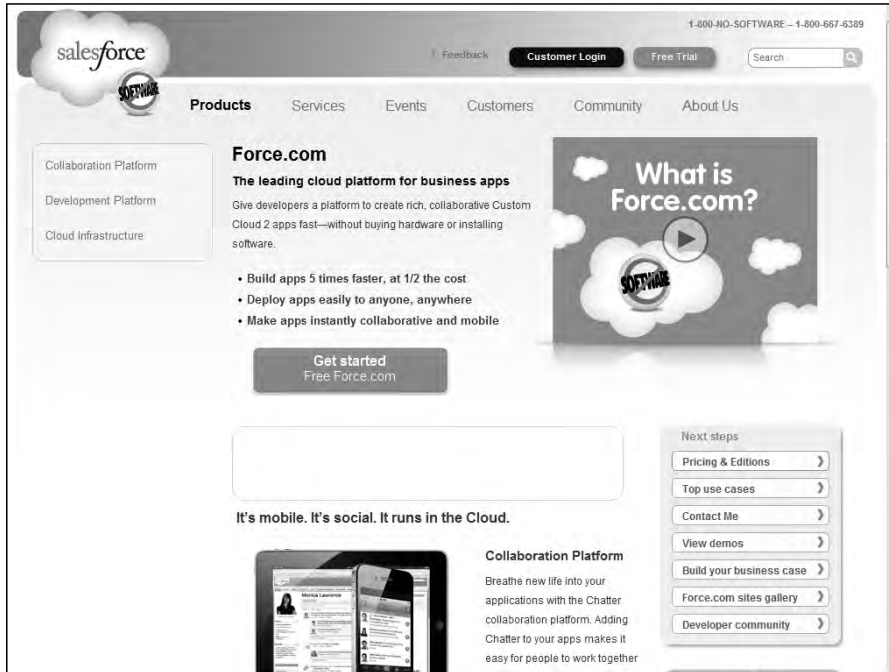 1-800-NO-SOFTWARE – 1-800-667-6389
salesforce
SOFTWARE
Feedback
Customer Login
Free Trial
Search
Products Services Events Customers Community About Us
Collaboration Platform
Development Platform
Cloud Infrastructure
Force.com
The leading cloud platform for business apps
Give developers a platform to create rich, collaborative Custom
Cloud 2 apps fast—without buying hardware or installing
software.
• Build apps 5 times faster, at 1/2 the cost
• Deploy apps easily to anyone, anywhere
• Make apps instantly collaborative and mobile
Get started
Free Force.com
What is
Force.com?
SOFTWARE
It's mobile. It's social. It runs in the Cloud.
Monica Lawrence
Collaboration Platform
Breathe new life into your
applications with the Chatter
collaboration platform. Adding
Chatter to your apps makes it
easy for people to work together
Next steps
Pricing & Editions
Top use cases
Contact Me
View demos
Build your business case
Force.com sites gallery
Developer community